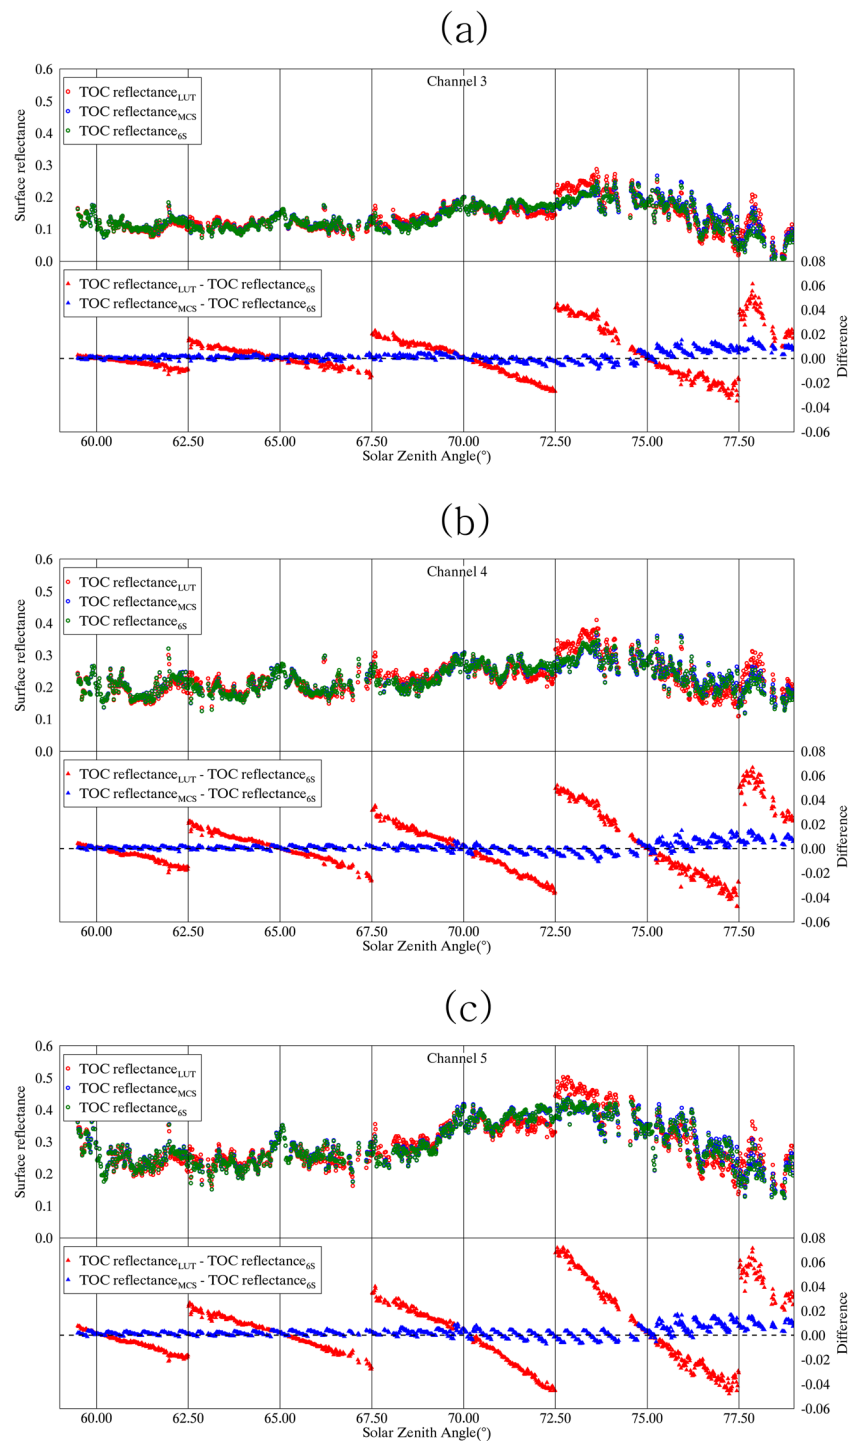 (a)
Channel 3
0.6
0.5
0.4
0.3
0.2
0.1
0.0
Surface reflectance
TOC reflectance_LUT
TOC reflectance_MCS
TOC reflectance_6S
TOC reflectance_LUT - TOC reflectance_6S
TOC reflectance_MCS - TOC reflectance_6S
0.08
0.06
0.04
0.02
0.00
-0.02
-0.04
-0.06
Difference
60.00 62.50 65.00 67.50 70.00 72.50 75.00 77.50
Solar Zenith Angle(°)
(b)
Channel 4
0.6
0.5
0.4
0.3
0.2
0.1
0.0
Surface reflectance
TOC reflectance_LUT
TOC reflectance_MCS
TOC reflectance_6S
TOC reflectance_LUT - TOC reflectance_6S
TOC reflectance_MCS - TOC reflectance_6S
0.08
0.06
0.04
0.02
0.00
-0.02
-0.04
-0.06
Difference
60.00 62.50 65.00 67.50 70.00 72.50 75.00 77.50
Solar Zenith Angle(°)
(c)
Channel 5
0.6
0.5
0.4
0.3
0.2
0.1
0.0
Surface reflectance
TOC reflectance_LUT
TOC reflectance_MCS
TOC reflectance_6S
TOC reflectance_LUT - TOC reflectance_6S
TOC reflectance_MCS - TOC reflectance_6S
0.08
0.06
0.04
0.02
0.00
-0.02
-0.04
-0.06
Difference
60.00 62.50 65.00 67.50 70.00 72.50 75.00 77.50
Solar Zenith Angle(°)